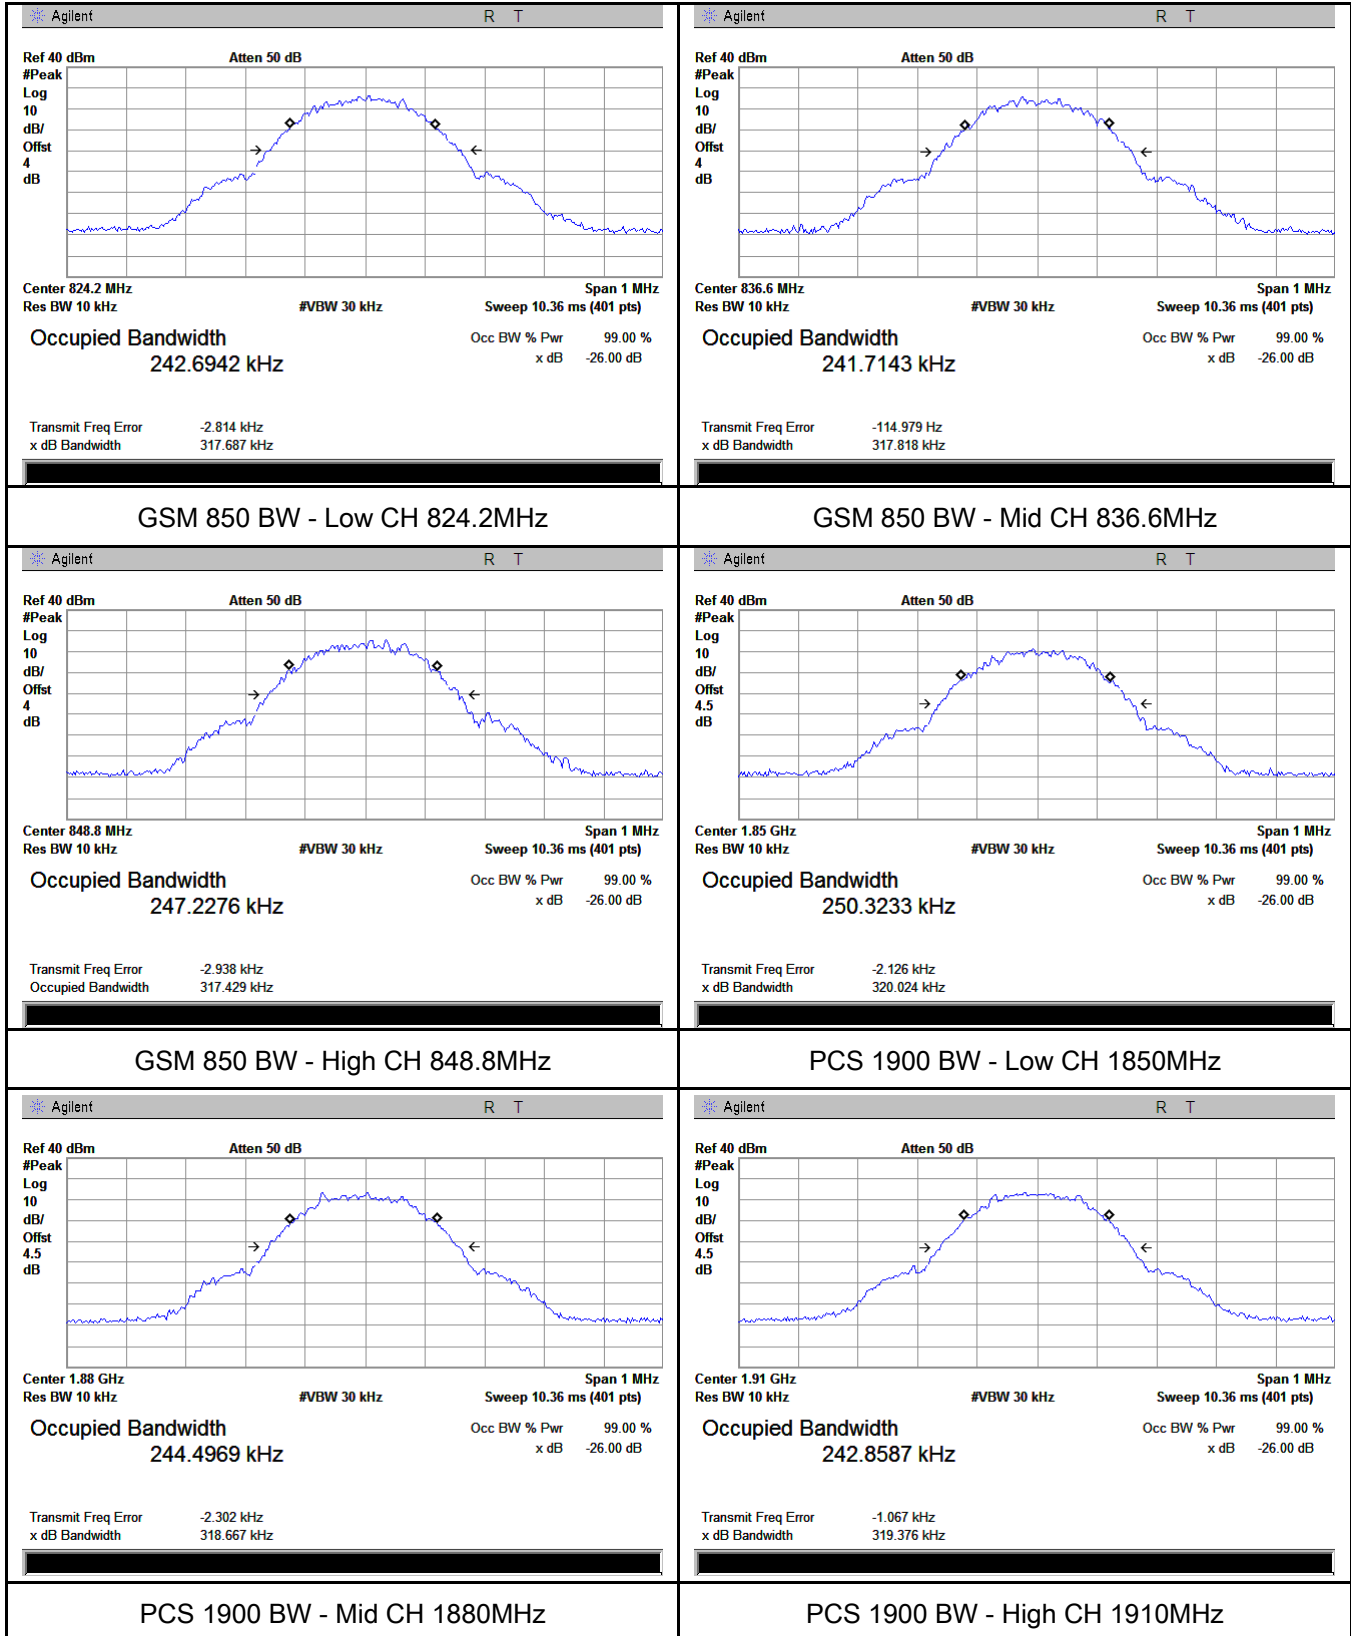 Agilent R T
Ref 40 dBm Atten 50 dB
#Peak
Log
10
dB/
Offst
4
dB
Center 824.2 MHz Span 1 MHz
Res BW 10 kHz #VBW 30 kHz Sweep 10.36 ms (401 pts)
Occupied Bandwidth Occ BW % Pwr 99.00 %
242.6942 kHz x dB -26.00 dB
Transmit Freq Error -2.814 kHz
x dB Bandwidth 317.687 kHz
GSM 850 BW - Low CH 824.2MHz
Agilent R T
Ref 40 dBm Atten 50 dB
#Peak
Log
10
dB/
Offst
4
dB
Center 836.6 MHz Span 1 MHz
Res BW 10 kHz #VBW 30 kHz Sweep 10.36 ms (401 pts)
Occupied Bandwidth Occ BW % Pwr 99.00 %
241.7143 kHz x dB -26.00 dB
Transmit Freq Error -114.979 Hz
x dB Bandwidth 317.818 kHz
GSM 850 BW - Mid CH 836.6MHz
Agilent R T
Ref 40 dBm Atten 50 dB
#Peak
Log
10
dB/
Offst
4
dB
Center 848.8 MHz Span 1 MHz
Res BW 10 kHz #VBW 30 kHz Sweep 10.36 ms (401 pts)
Occupied Bandwidth Occ BW % Pwr 99.00 %
247.2276 kHz x dB -26.00 dB
Transmit Freq Error -2.938 kHz
Occupied Bandwidth 317.429 kHz
GSM 850 BW - High CH 848.8MHz
Agilent R T
Ref 40 dBm Atten 50 dB
#Peak
Log
10
dB/
Offst
4.5
dB
Center 1.85 GHz Span 1 MHz
Res BW 10 kHz #VBW 30 kHz Sweep 10.36 ms (401 pts)
Occupied Bandwidth Occ BW % Pwr 99.00 %
250.3233 kHz x dB -26.00 dB
Transmit Freq Error -2.126 kHz
x dB Bandwidth 320.024 kHz
PCS 1900 BW - Low CH 1850MHz
Agilent R T
Ref 40 dBm Atten 50 dB
#Peak
Log
10
dB/
Offst
4.5
dB
Center 1.88 GHz Span 1 MHz
Res BW 10 kHz #VBW 30 kHz Sweep 10.36 ms (401 pts)
Occupied Bandwidth Occ BW % Pwr 99.00 %
244.4969 kHz x dB -26.00 dB
Transmit Freq Error -2.302 kHz
x dB Bandwidth 318.667 kHz
PCS 1900 BW - Mid CH 1880MHz
Agilent R T
Ref 40 dBm Atten 50 dB
#Peak
Log
10
dB/
Offst
4.5
dB
Center 1.91 GHz Span 1 MHz
Res BW 10 kHz #VBW 30 kHz Sweep 10.36 ms (401 pts)
Occupied Bandwidth Occ BW % Pwr 99.00 %
242.8587 kHz x dB -26.00 dB
Transmit Freq Error -1.067 kHz
x dB Bandwidth 319.376 kHz
PCS 1900 BW - High CH 1910MHz